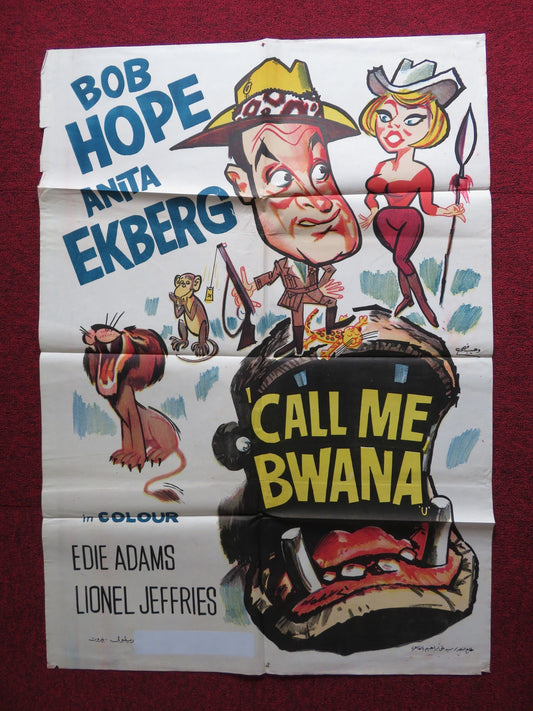 BOB
HOPE
ANITA
EKBERG
'CALL ME
BWANA
'U'
in COLOUR
EDIE ADAMS
LIONEL JEFFRIES